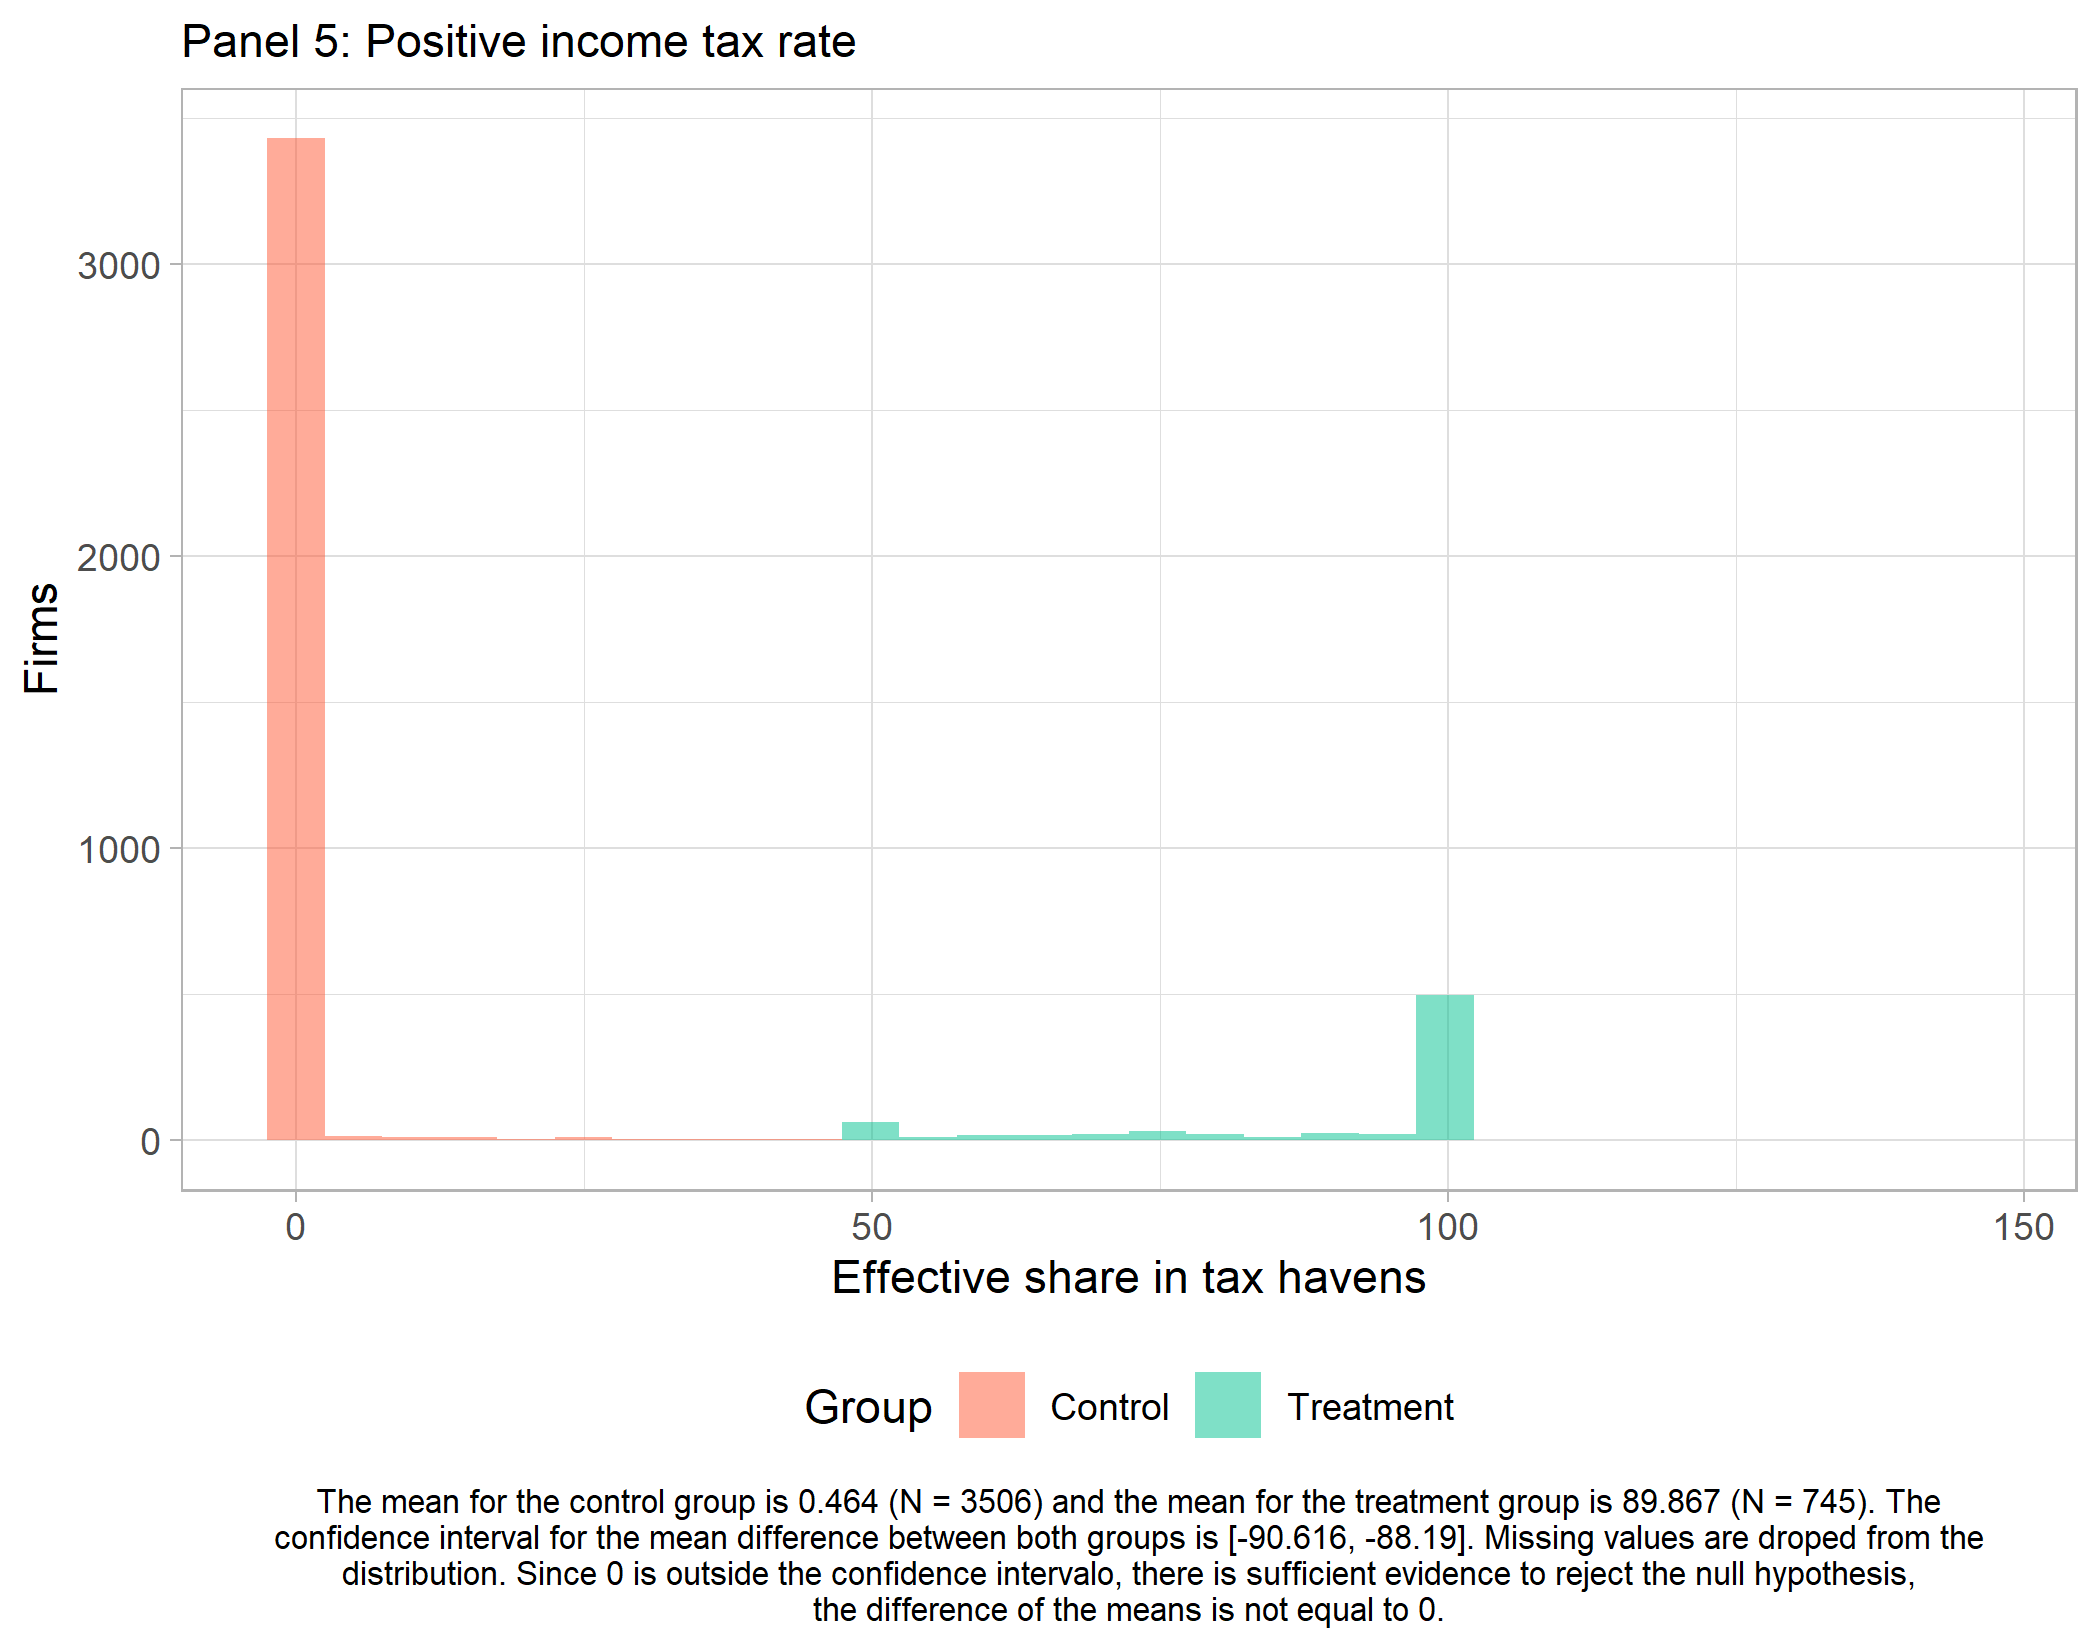 Panel 5: Positive income tax rate
Firms
3000
2000
1000
0
0 50 100 150
Effective share in tax havens
Group Control Treatment
The mean for the control group is 0.464 (N = 3506) and the mean for the treatment group is 89.867 (N = 745). The
confidence interval for the mean difference between both groups is [-90.616, -88.19]. Missing values are droped from the
distribution. Since 0 is outside the confidence intervalo, there is sufficient evidence to reject the null hypothesis,
the difference of the means is not equal to 0.